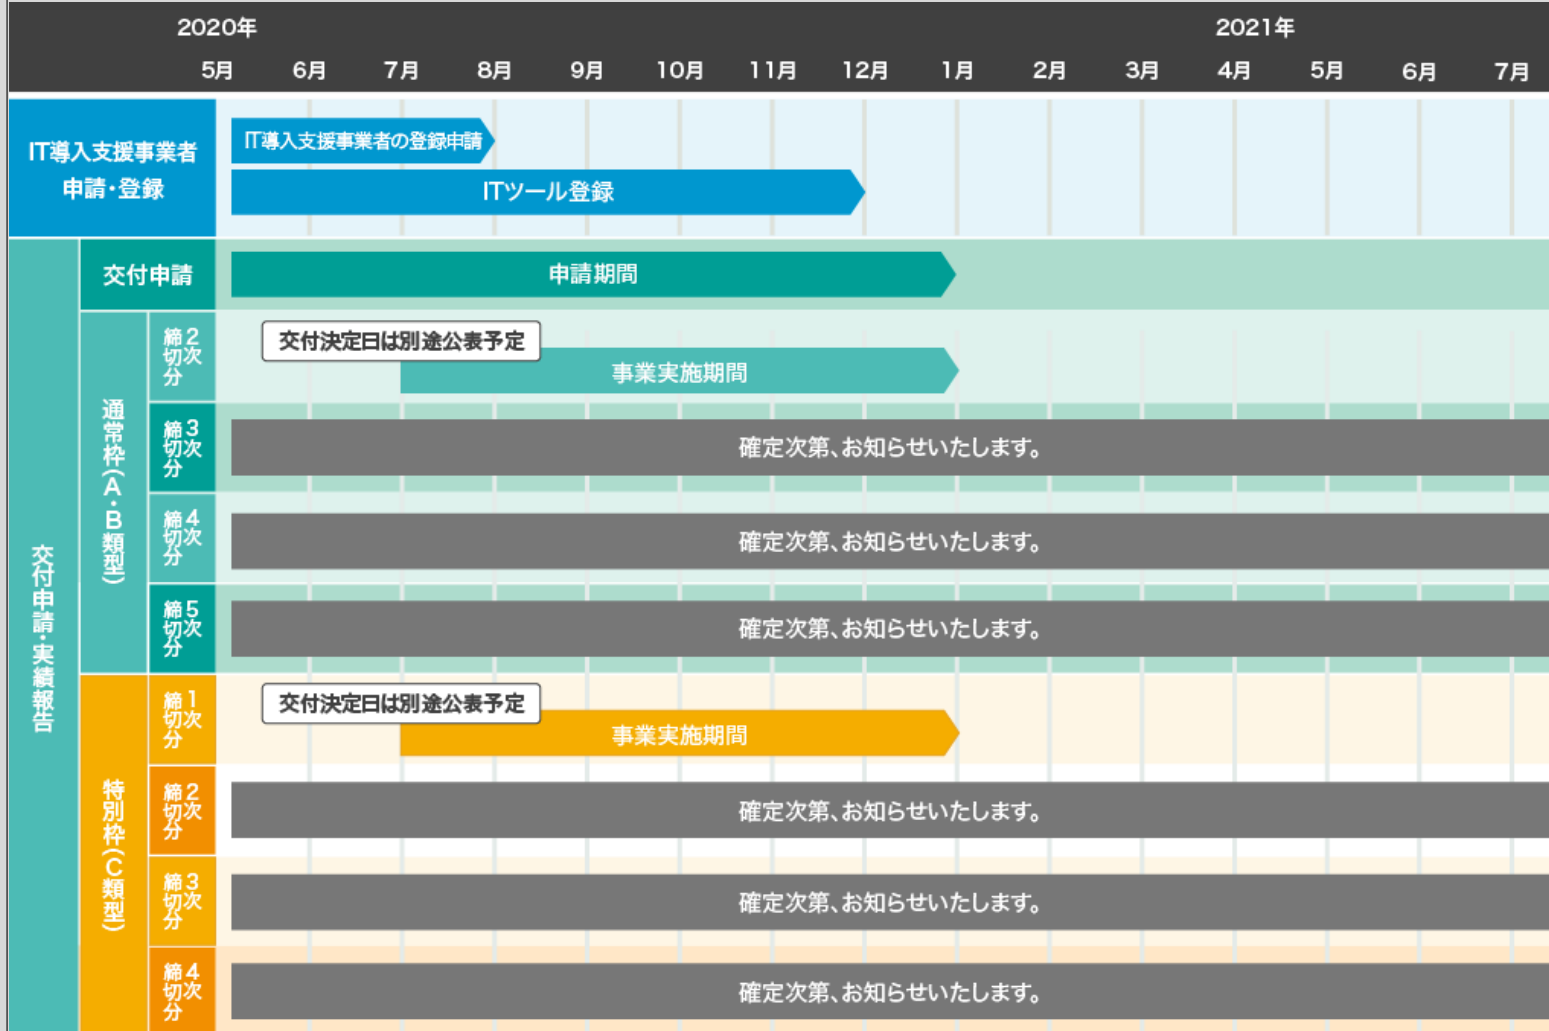 2020年
2021年
5月 6月 7月 8月 9月 10月 11月 12月 1月 2月 3月 4月 5月 6月 7月
IT導入支援事業者
申請・登録
IT導入支援事業者の登録申請
ITツール登録
交付申請・実績報告
交付申請
申請期間
通常枠(A・B類型)
2次締切分
交付決定日は別途公表予定
事業実施期間
3次締切分
確定次第、お知らせいたします。
4次締切分
確定次第、お知らせいたします。
5次締切分
確定次第、お知らせいたします。
特別枠(C類型)
1次締切分
交付決定日は別途公表予定
事業実施期間
2次締切分
確定次第、お知らせいたします。
3次締切分
確定次第、お知らせいたします。
4次締切分
確定次第、お知らせいたします。